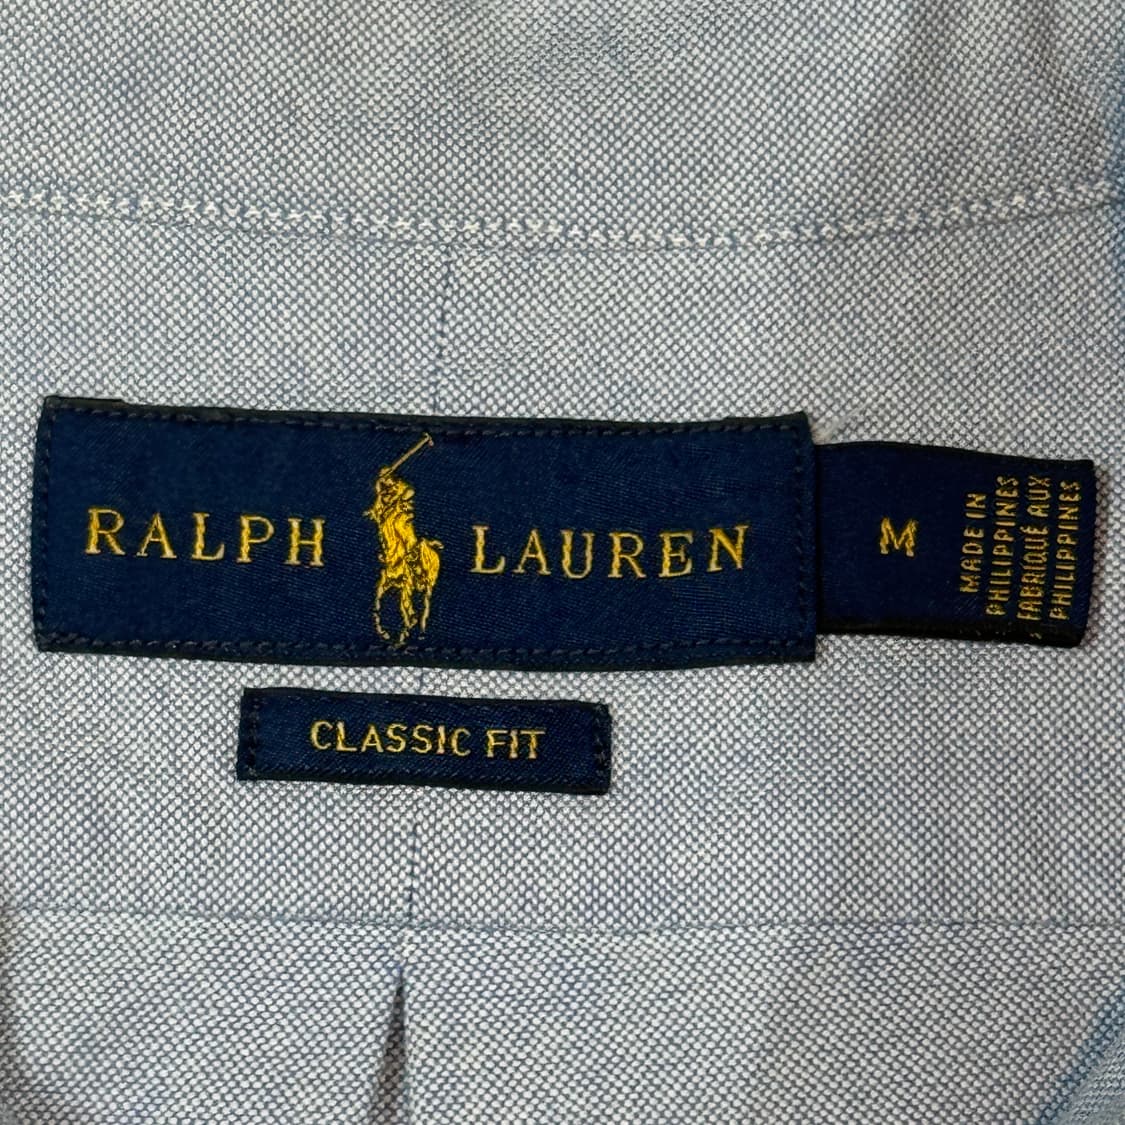 RALPH LAUREN
M
MADE IN
PHILIPPINES
FABRIQUÉ AUX
PHILIPPINES
CLASSIC FIT